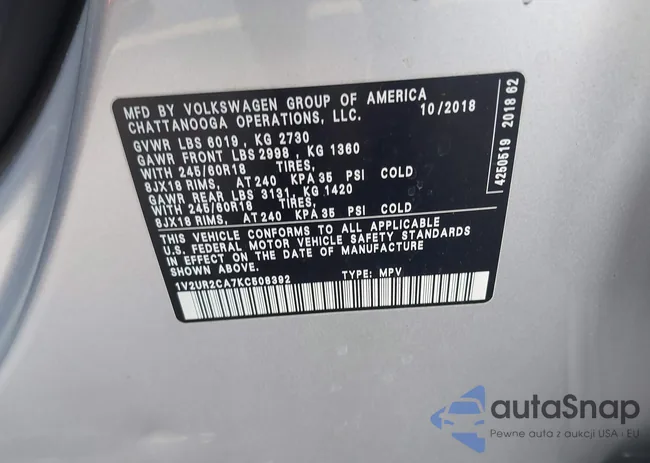 MFD BY VOLKSWAGEN GROUP OF AMERICA
CHATTANOOGA OPERATIONS, LLC. 10/2018
GVWR LBS 6019 , KG 2730
GAWR FRONT LBS 2998 , KG 1360
WITH 245/60R18 TIRES,
8JX18 RIMS, AT 240 KPA 35 PSI COLD
GAWR REAR LBS 3131, KG 1420
WITH 245/60R18 TIRES,
8JX18 RIMS, AT 240 KPA 35 PSI COLD
THIS VEHICLE CONFORMS TO ALL APPLICABLE
U.S. FEDERAL MOTOR VEHICLE SAFETY STANDARDS
IN EFFECT ON THE DATE OF MANUFACTURE
SHOWN ABOVE.
1V2UR2CA7KC508392 TYPE: MPV
4250519 2018 62
autoSnap
Pewne auta z aukcji USA i EU